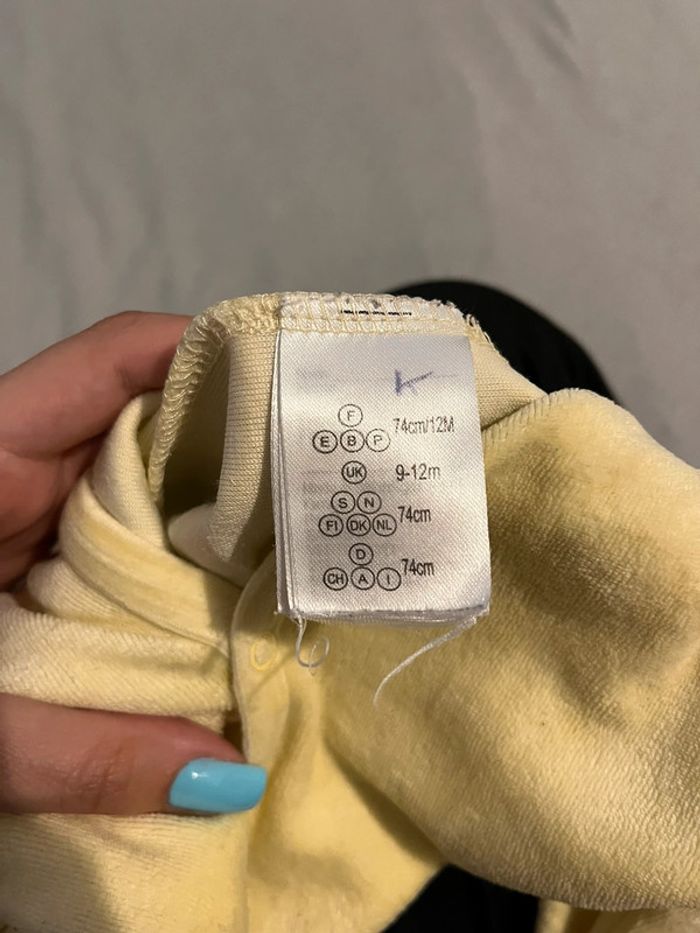 K
F
E B P 74cm/12M
UK 9-12m
S N
FI DK NL 74cm
D
CH A I 74cm